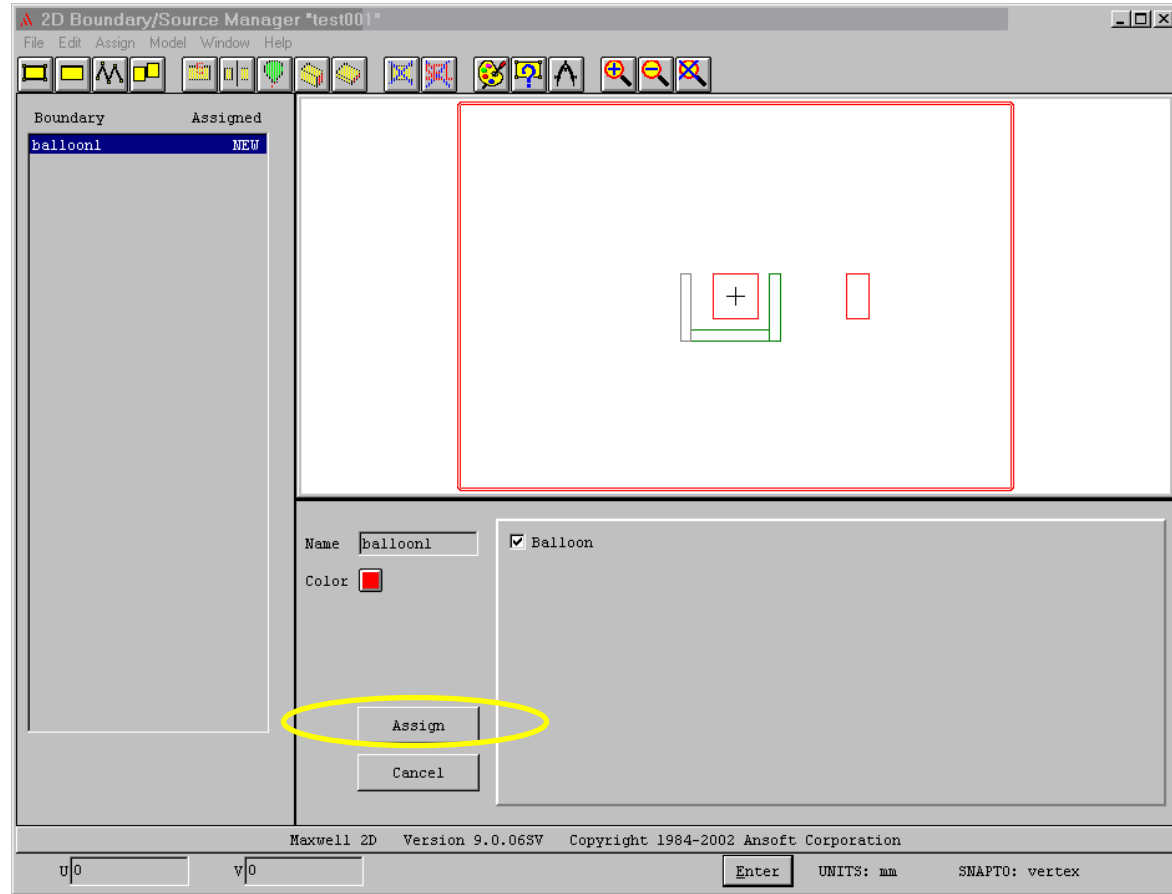 2D Boundary/Source Manager "test001"
File Edit Assign Model Window Help
Boundary Assigned
balloon1 NEW
Name balloon1
Balloon
Color
Assign
Cancel
Maxwell 2D Version 9.0.06SV Copyright 1984-2002 Ansoft Corporation
U 0 V 0 Enter UNITS: mm SNAPTO: vertex